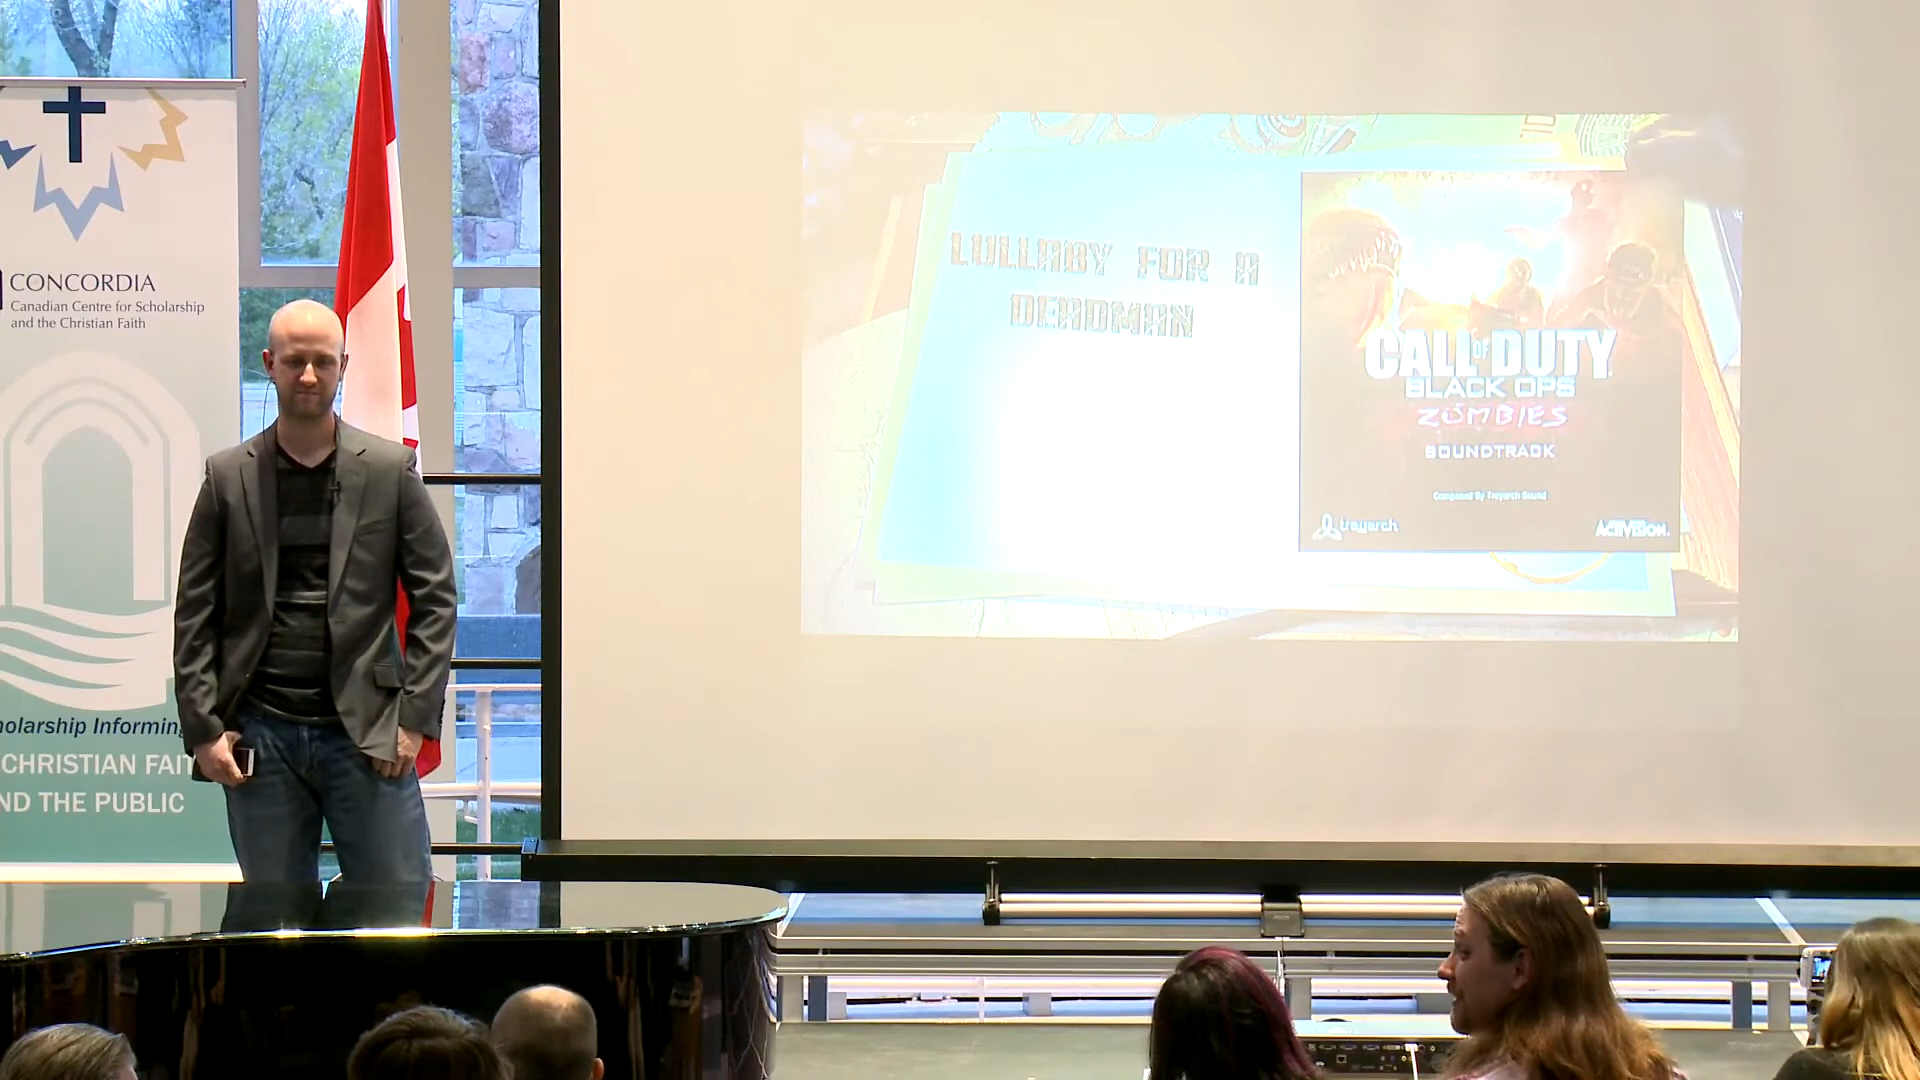 CONCORDIA
Canadian Centre for Scholarship
and the Christian Faith
holarship Informing
CHRISTIAN FAIT
ND THE PUBLIC
LULLABY FOR A
DEADMAN
CALL OF DUTY
BLACK OPS
ZOMBIES
SOUNDTRACK
Composed By Treyarch Sound
treyarch
ACTIVISION.